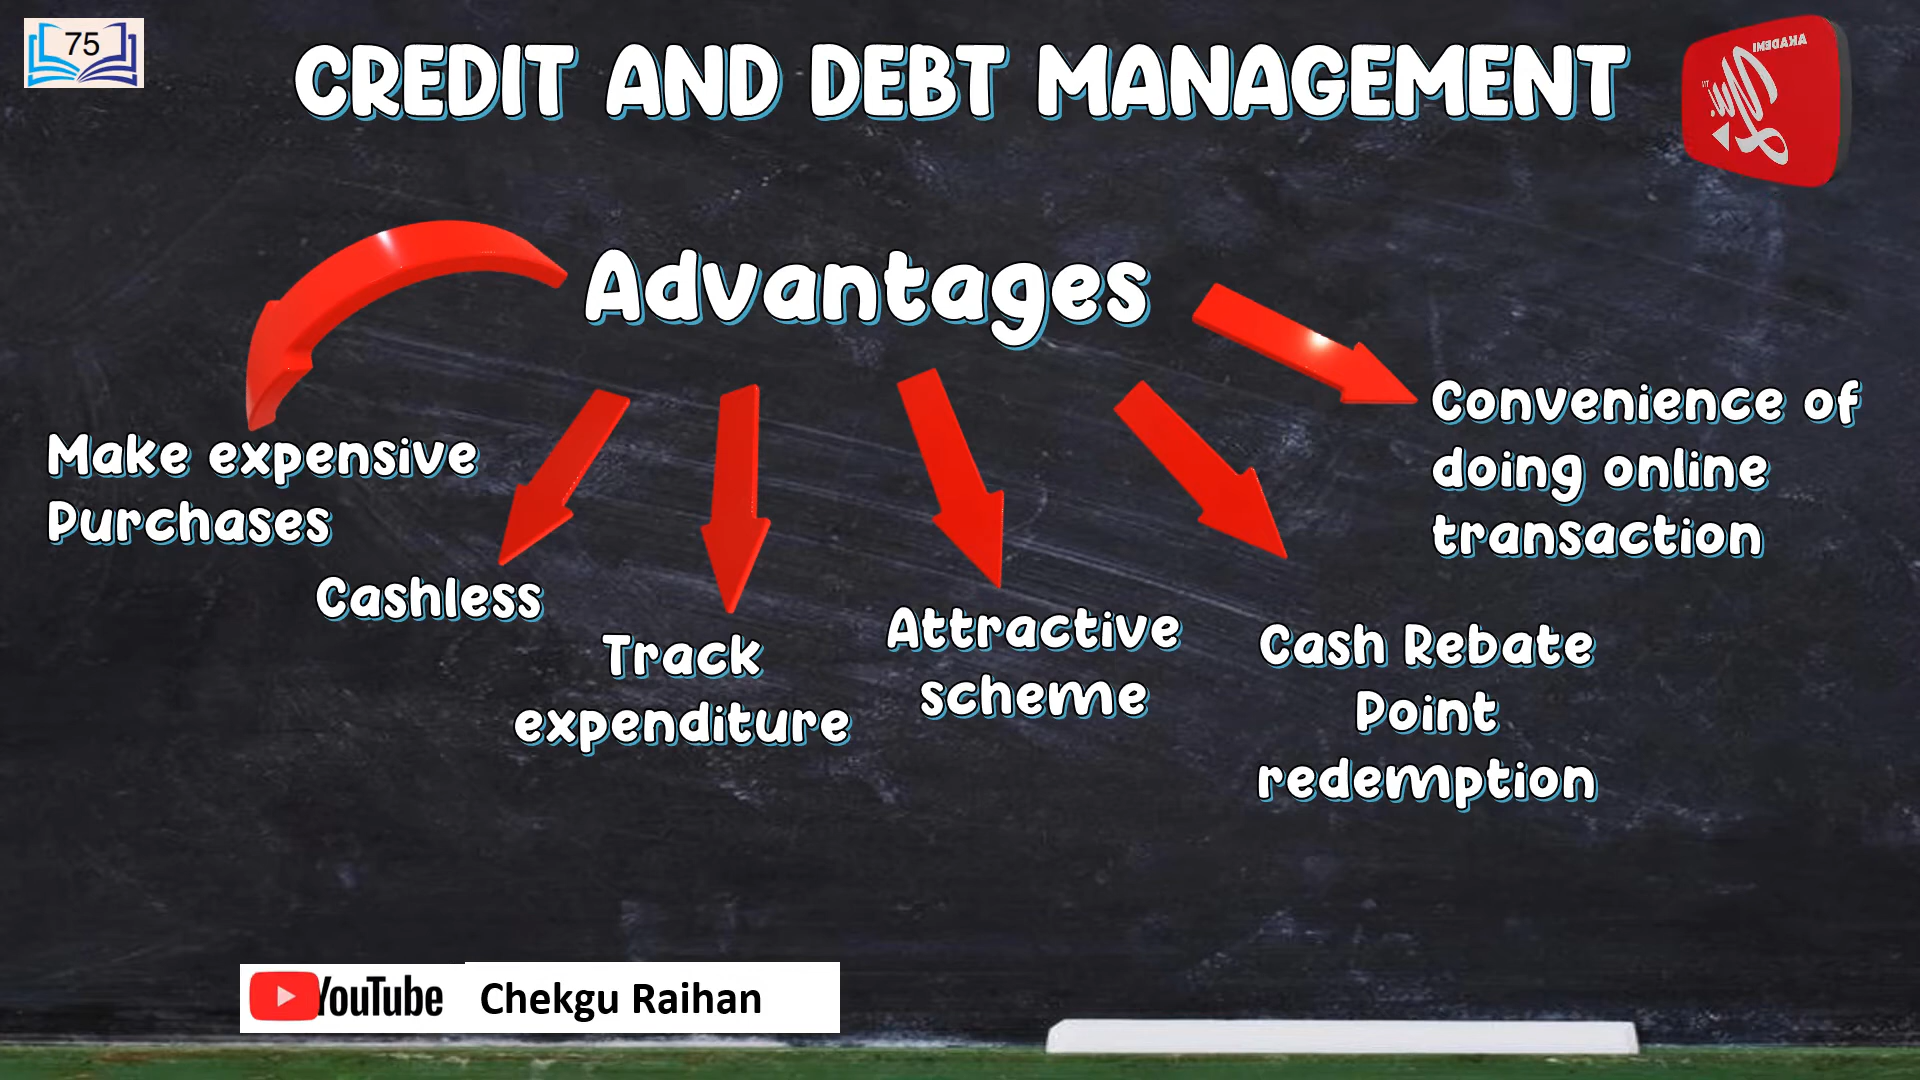 75
CREDIT AND DEBT MANAGEMENT
AKADEMI
Advantages
Make expensive
Purchases
Cashless
Track
expenditure
Attractive
scheme
Cash Rebate
Point
redemption
Convenience of
doing online
transaction
YouTube
Chekgu Raihan